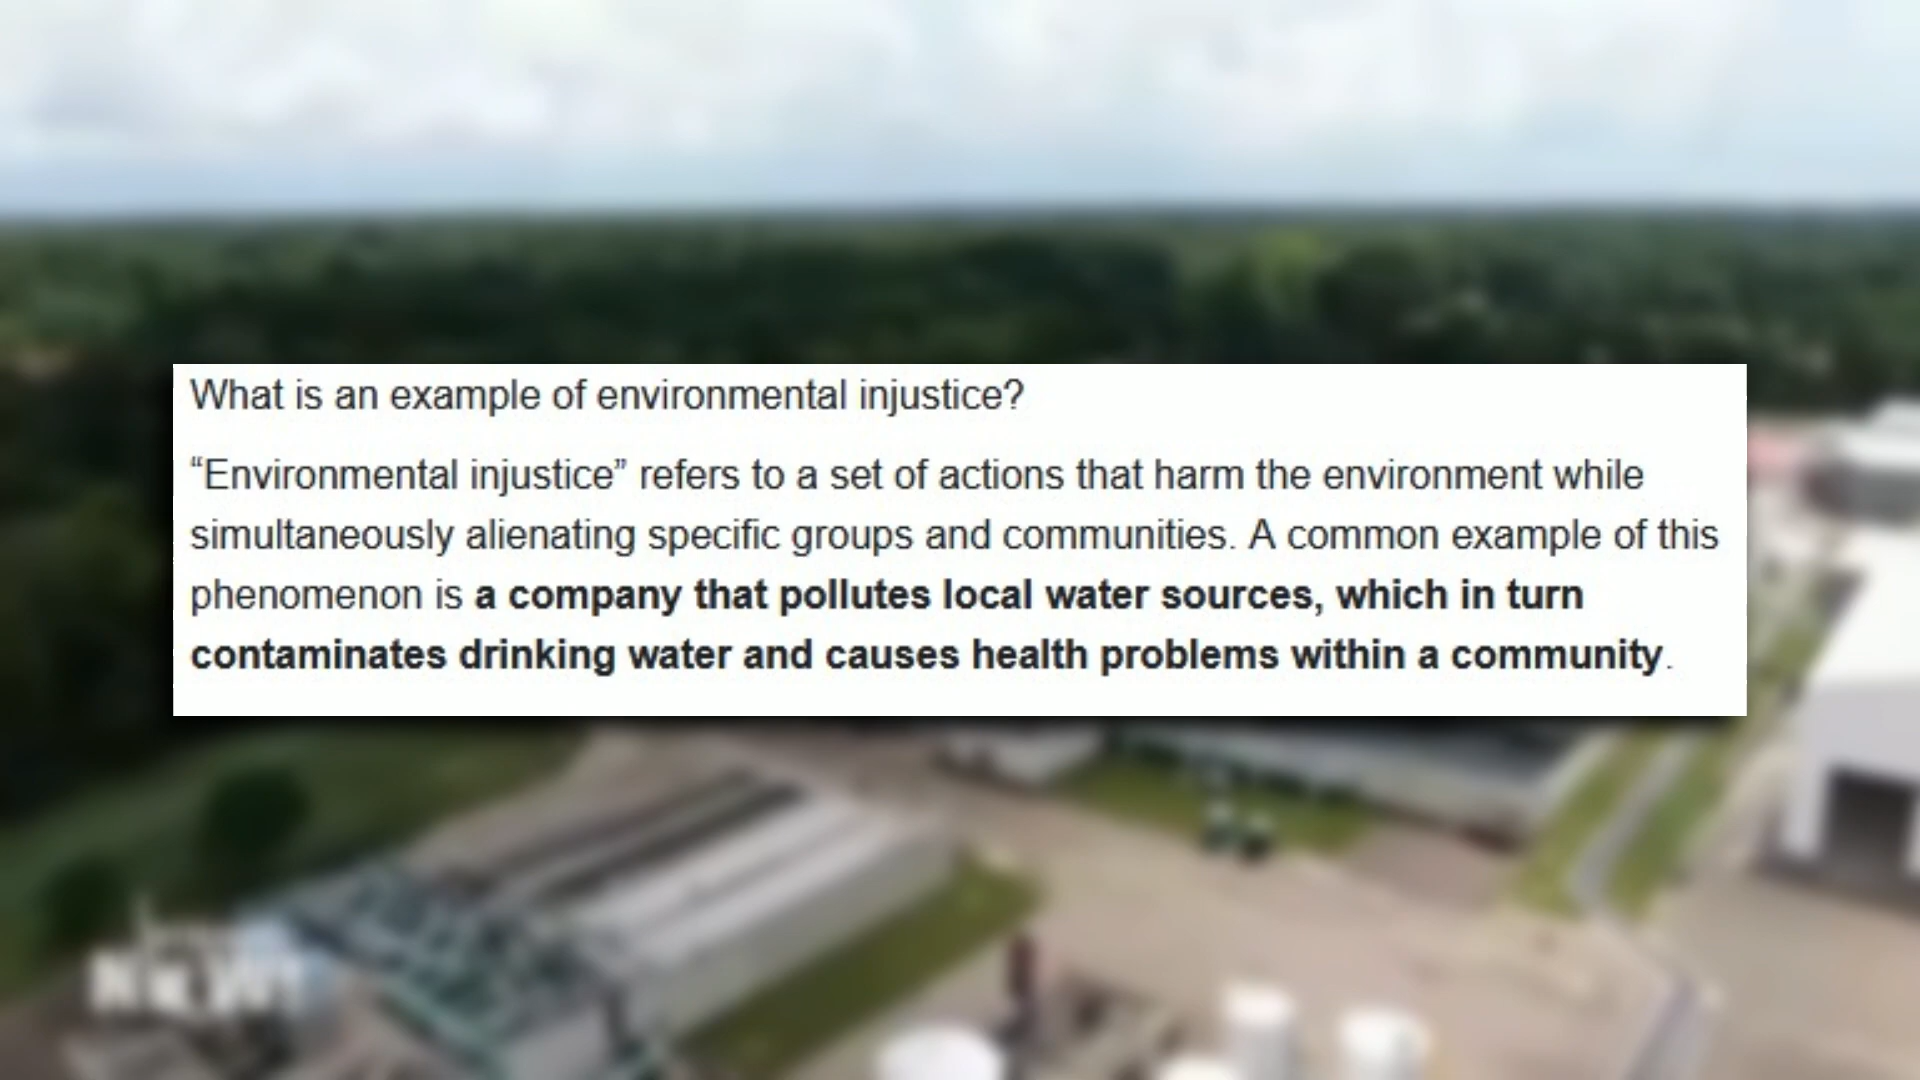 What is an example of environmental injustice?
“Environmental injustice” refers to a set of actions that harm the environment while
simultaneously alienating specific groups and communities. A common example of this
phenomenon is a company that pollutes local water sources, which in turn
contaminates drinking water and causes health problems within a community.